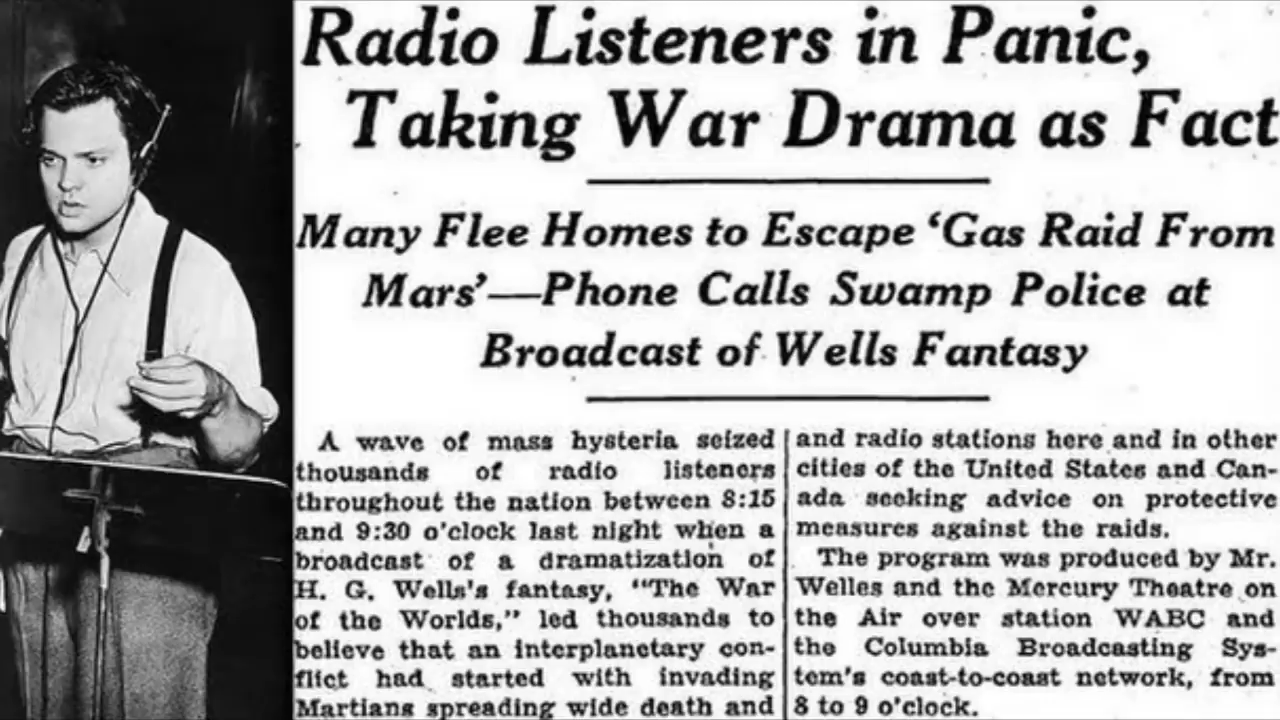 Radio Listeners in Panic,
Taking War Drama as Fact
Many Flee Homes to Escape ‘Gas Raid From
Mars’—Phone Calls Swamp Police at
Broadcast of Wells Fantasy
A wave of mass hysteria seized
thousands of radio listeners
throughout the nation between 8:15
and 9:30 o'clock last night when a
broadcast of a dramatization of
H. G. Wells's fantasy, "The War
of the Worlds," led thousands to
believe that an interplanetary con-
flict had started with invading
Martians spreading wide death and
and radio stations here and in other
cities of the United States and Can-
ada seeking advice on protective
measures against the raids.
The program was produced by Mr.
Welles and the Mercury Theatre on
the Air over station WABC and
the Columbia Broadcasting Sys-
tem's coast-to-coast network, from
8 to 9 o'clock.